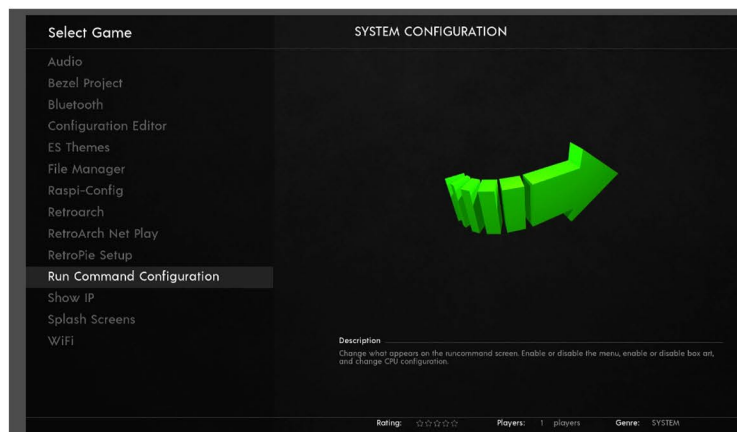 Select Game
SYSTEM CONFIGURATION
Audio
Bezel Project
Bluetooth
Configuration Editor
ES Themes
File Manager
Raspi-Config
Retroarch
RetroArch Net Play
RetroPie Setup
Run Command Configuration
Show IP
Splash Screens
WiFi
Description
Change what appears on the runcommand screen. Enable or disable the menu, enable or disable box art,
and change CPU configuration.
Rating: ☆☆☆☆☆ Players: 1 players Genre: SYSTEM